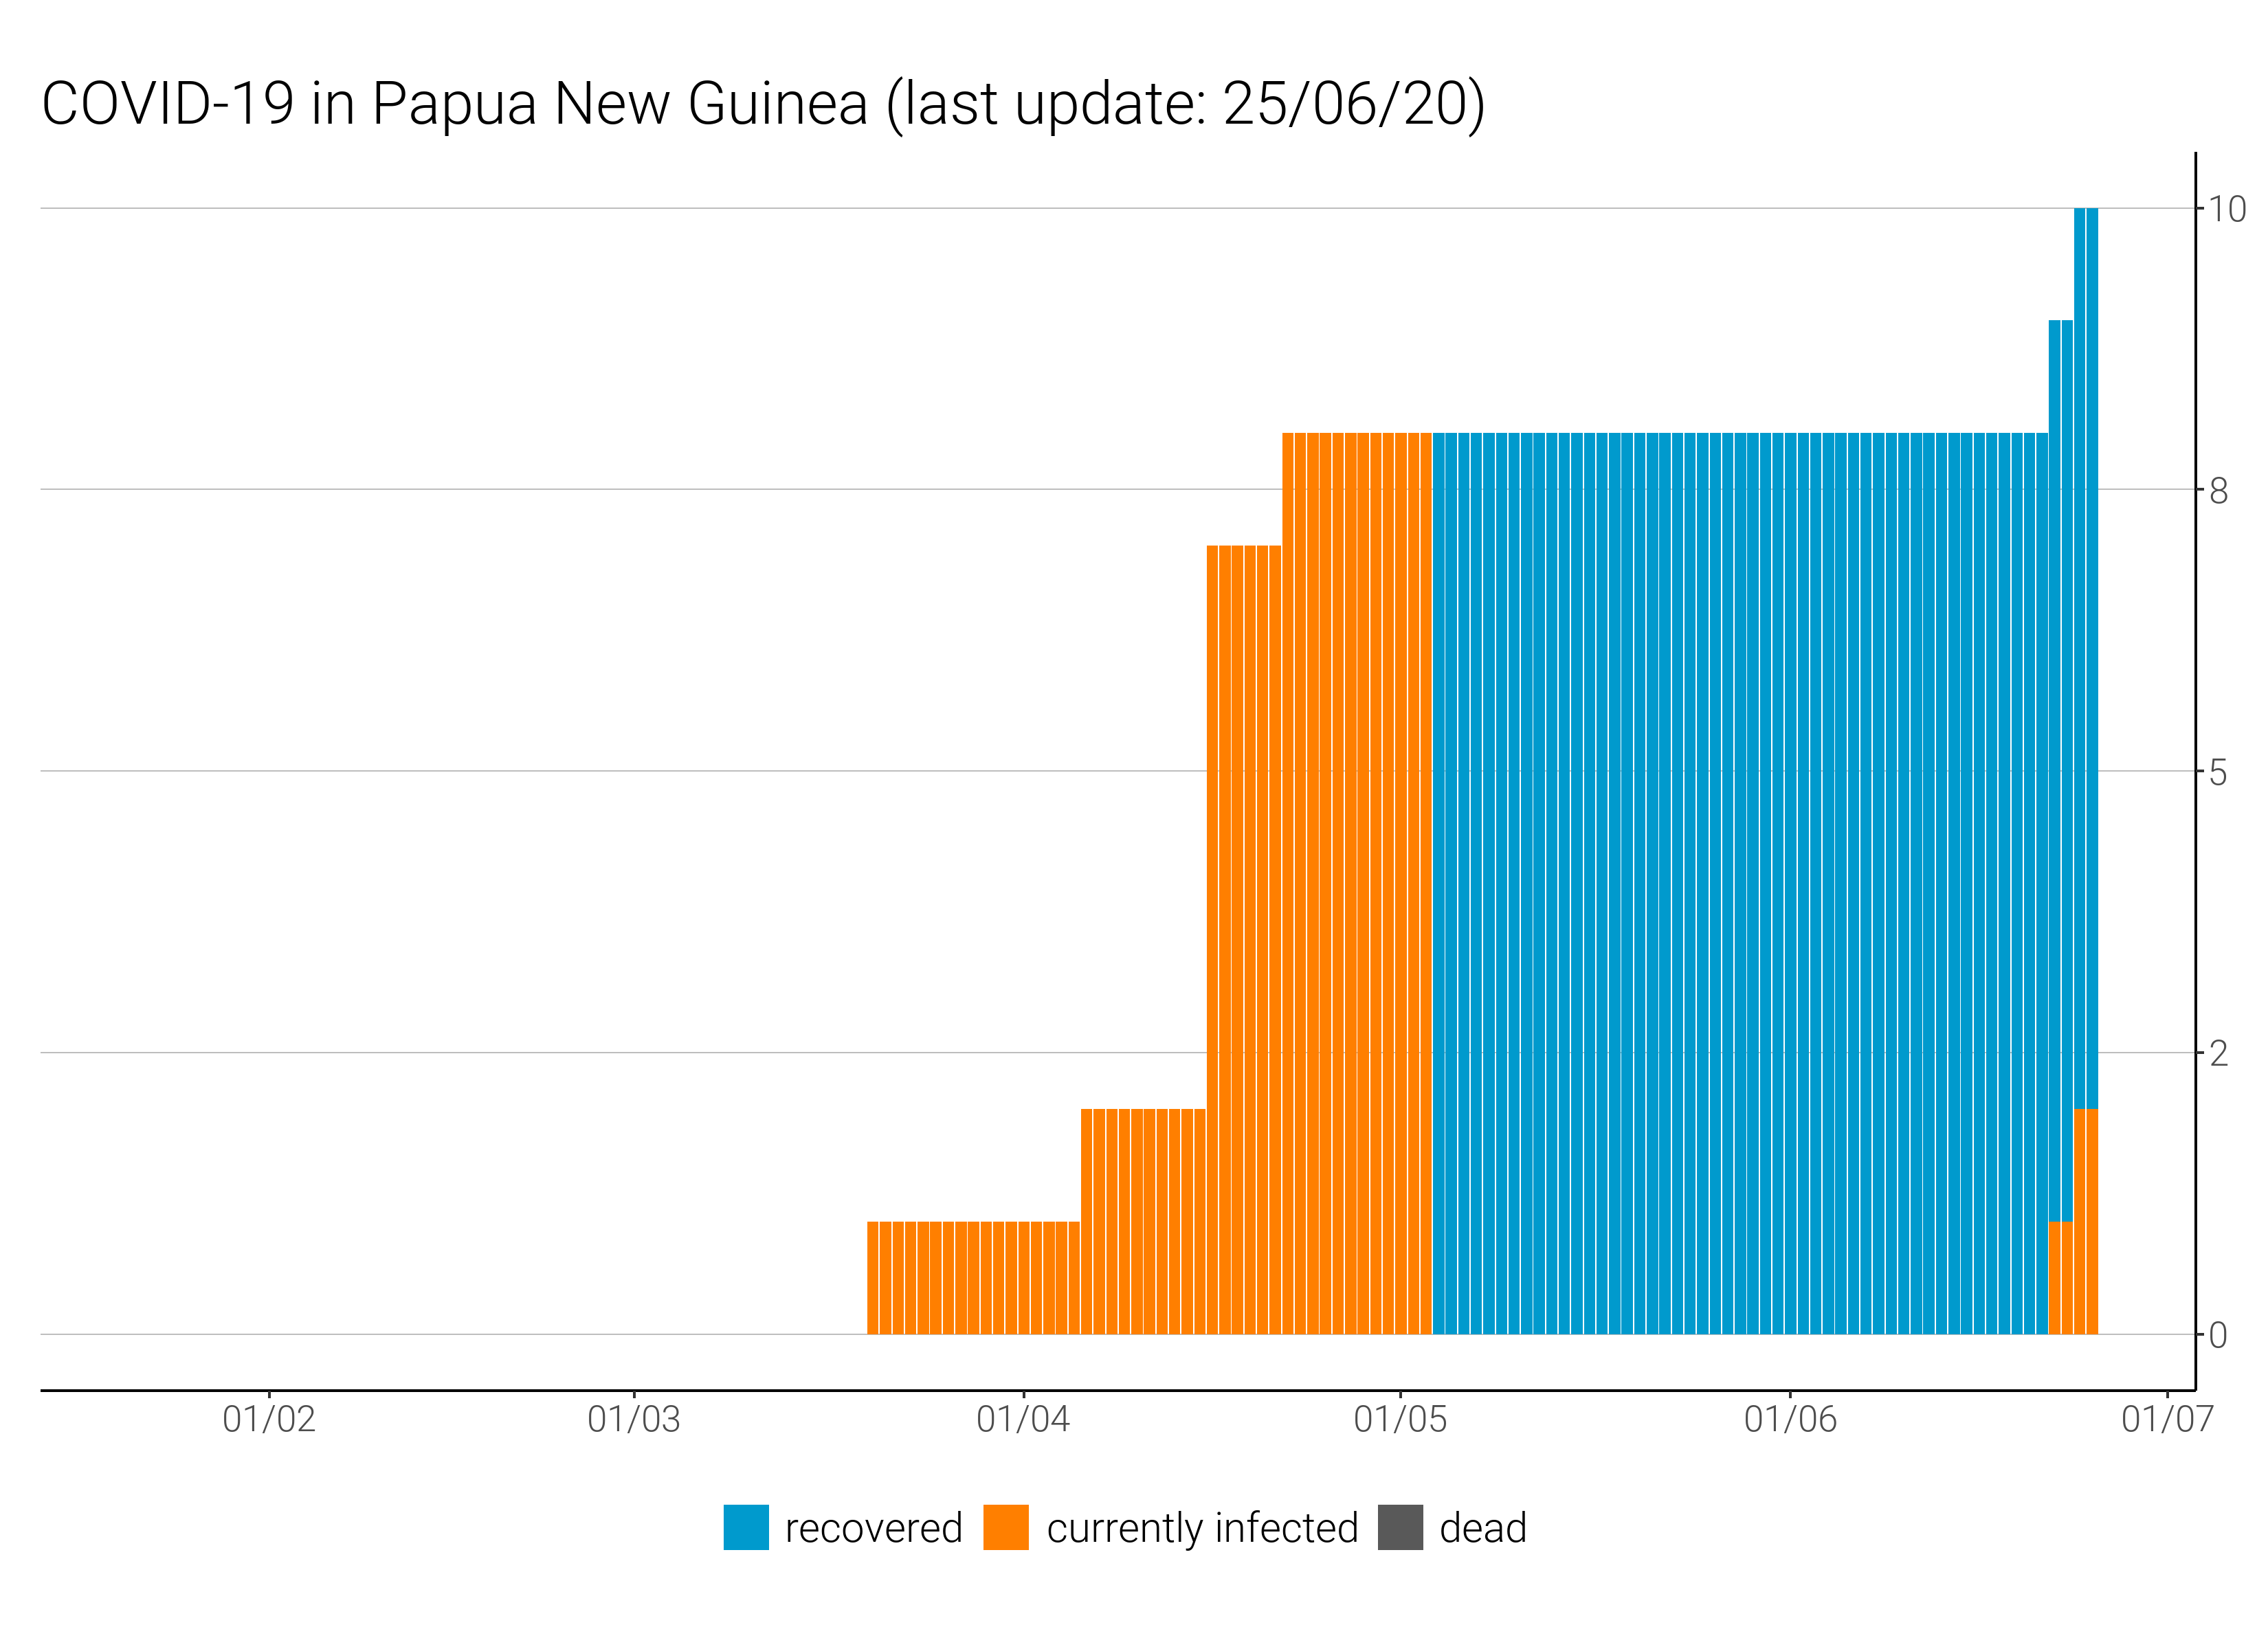 COVID-19 in Papua New Guinea (last update: 25/06/20)
10
8
5
2
0
01/02 01/03 01/04 01/05 01/06 01/07
recovered currently infected dead